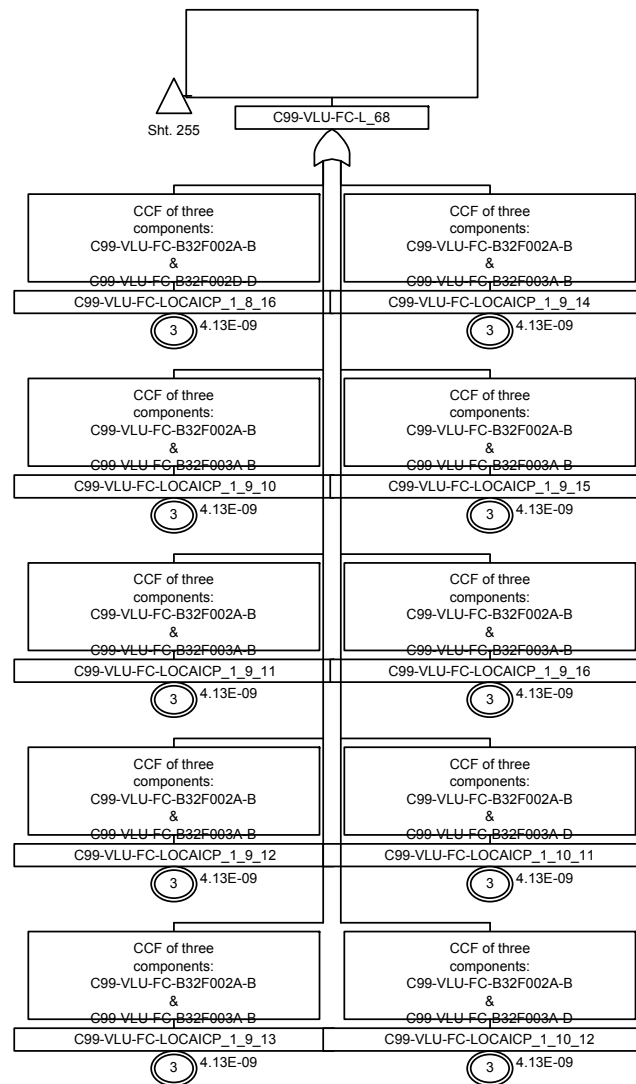 Sht. 255
C99-VLU-FC-L_68
CCF of three
components:
C99-VLU-FC-B32F002A-B
&
C99-VLU-FC-B32F002D-D
C99-VLU-FC-LOCAICP_1_8_16
3
4.13E-09
CCF of three
components:
C99-VLU-FC-B32F002A-B
&
C99-VLU-FC-B32F003A-B
C99-VLU-FC-LOCAICP_1_9_14
3
4.13E-09
CCF of three
components:
C99-VLU-FC-B32F002A-B
&
C99-VLU-FC-B32F003A-B
C99-VLU-FC-LOCAICP_1_9_10
3
4.13E-09
CCF of three
components:
C99-VLU-FC-B32F002A-B
&
C99-VLU-FC-B32F003A-B
C99-VLU-FC-LOCAICP_1_9_15
3
4.13E-09
CCF of three
components:
C99-VLU-FC-B32F002A-B
&
C99-VLU-FC-B32F003A-B
C99-VLU-FC-LOCAICP_1_9_11
3
4.13E-09
CCF of three
components:
C99-VLU-FC-B32F002A-B
&
C99-VLU-FC-B32F003A-B
C99-VLU-FC-LOCAICP_1_9_16
3
4.13E-09
CCF of three
components:
C99-VLU-FC-B32F002A-B
&
C99-VLU-FC-B32F003A-B
C99-VLU-FC-LOCAICP_1_9_12
3
4.13E-09
CCF of three
components:
C99-VLU-FC-B32F002A-B
&
C99-VLU-FC-B32F003A-D
C99-VLU-FC-LOCAICP_1_10_11
3
4.13E-09
CCF of three
components:
C99-VLU-FC-B32F002A-B
&
C99-VLU-FC-B32F003A-B
C99-VLU-FC-LOCAICP_1_9_13
3
4.13E-09
CCF of three
components:
C99-VLU-FC-B32F002A-B
&
C99-VLU-FC-B32F003A-D
C99-VLU-FC-LOCAICP_1_10_12
3
4.13E-09